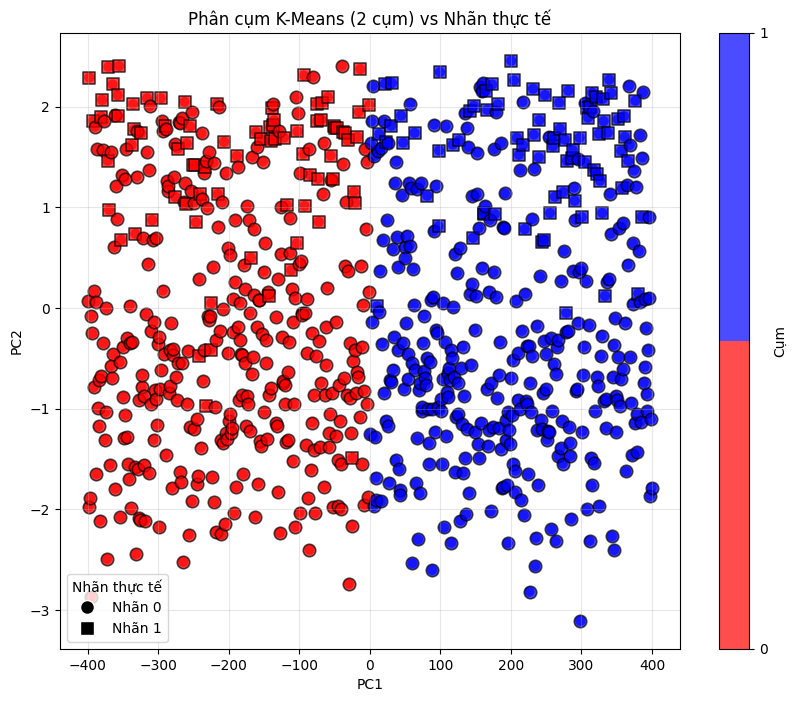 Phân cụm K-Means (2 cụm) vs Nhãn thực tế
PC2
2
1
0
−1
−2
−3
−400
−300
−200
−100
0
100
200
300
400
PC1
Nhãn thực tế
Nhãn 0
Nhãn 1
1
0
Cụm